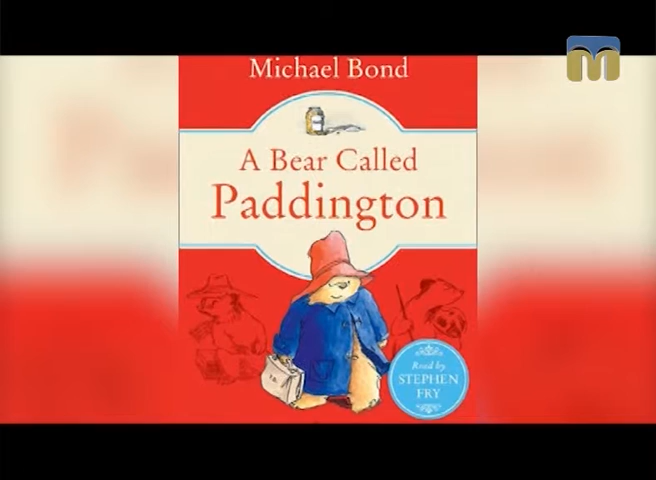 Michael Bond
A Bear Called
Paddington
Read by
STEPHEN
FRY